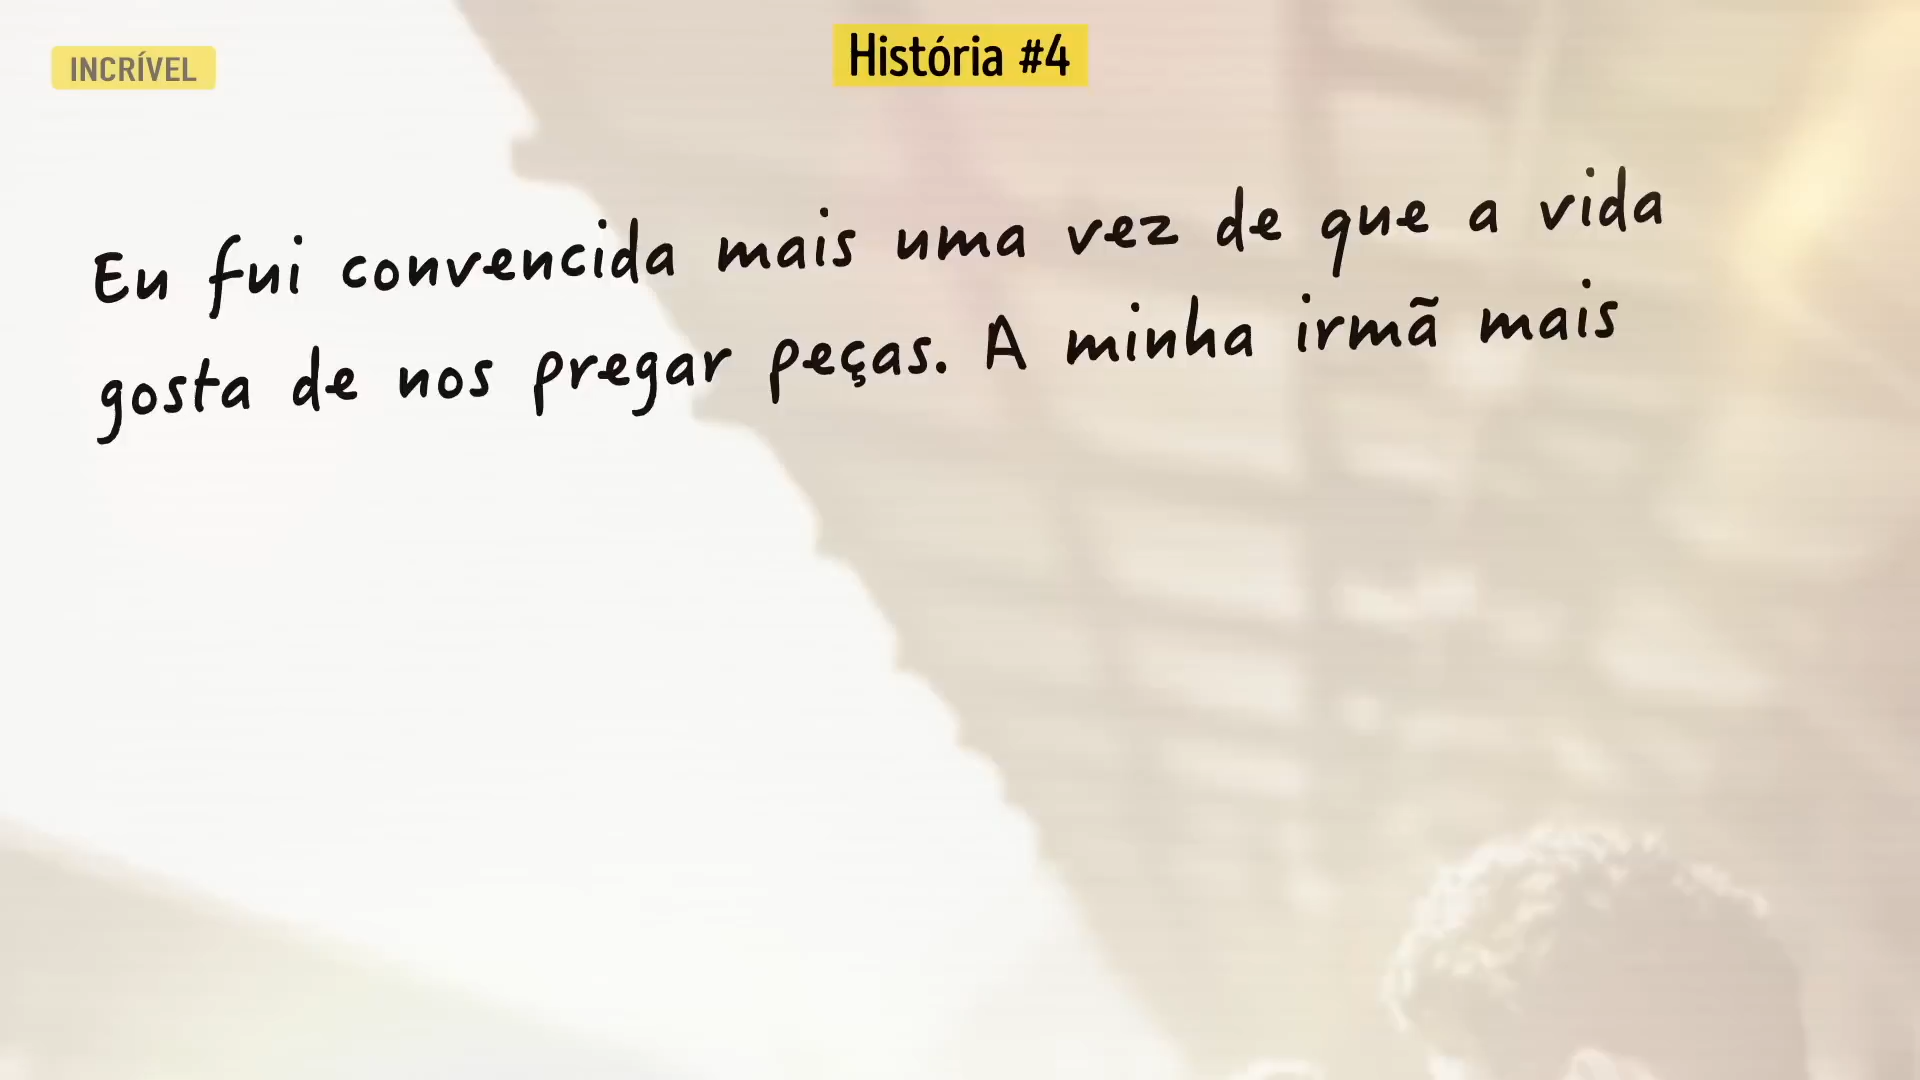 INCRÍVEL
História #4
Eu fui convencida mais uma vez de que a vida
gosta de nos pregar peças. A minha irmã mais